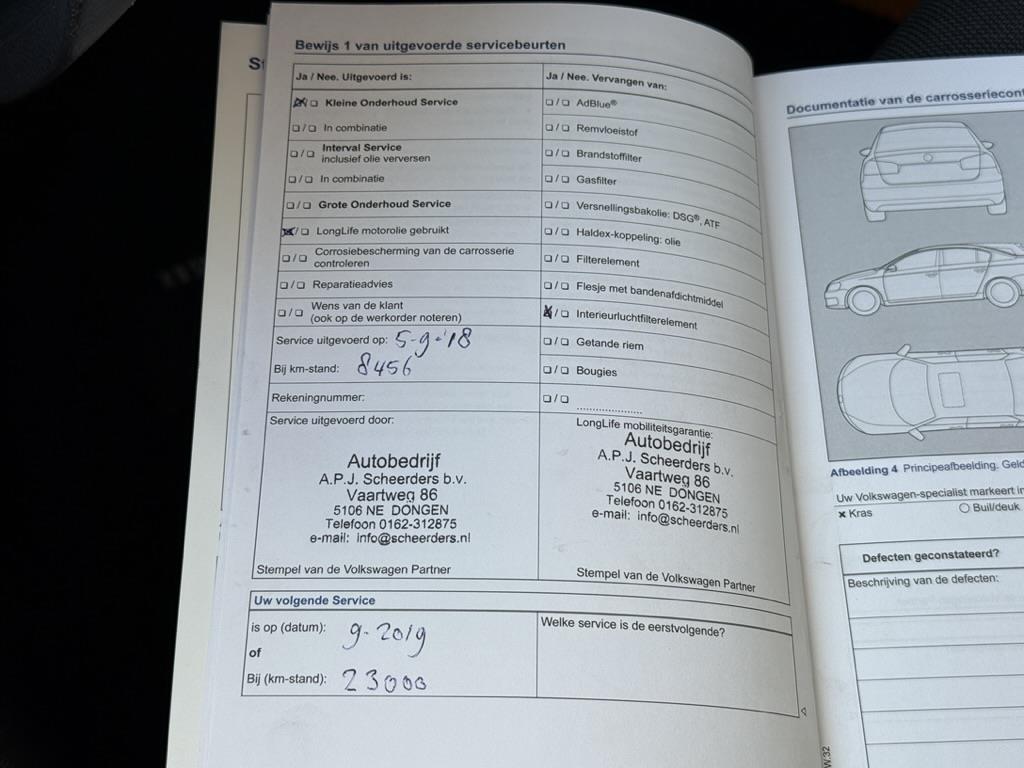 St
Bewijs 1 van uitgevoerde servicebeurten
Ja / Nee. Uitgevoerd is:
Kleine Onderhoud Service
In combinatie
Interval Service
inclusief olie verversen
In combinatie
Grote Onderhoud Service
LongLife motorolie gebruikt
Corrosiebescherming van de carrosserie
controleren
Reparatieadvies
Wens van de klant
(ook op de werkorder noteren)
Service uitgevoerd op: 5-9-'18
Bij km-stand: 8456
Rekeningnummer:
Ja / Nee. Vervangen van:
AdBlue®
Remvloeistof
Brandstoffilter
Gasfilter
Versnellingsbakolie: DSG®, ATF
Haldex-koppeling: olie
Filterelement
Flesje met bandenafdichtmiddel
Interieurluchtfilterelement
Getande riem
Bougies
Service uitgevoerd door:
Autobedrijf
A.P.J. Scheerders b.v.
Vaartweg 86
5106 NE DONGEN
Telefoon 0162-312875
e-mail: info@scheerders.nl
Stempel van de Volkswagen Partner
LongLife mobiliteitsgarantie:
Autobedrijf
A.P.J. Scheerders b.v.
Vaartweg 86
5106 NE DONGEN
Telefoon 0162-312875
e-mail: info@scheerders.nl
Stempel van de Volkswagen Partner
Uw volgende Service
is op (datum): 9-2019
of
Bij (km-stand): 23000
Welke service is de eerstvolgende?
Documentatie van de carrosseriecont
Afbeelding 4 Principeafbeelding. Geld
Uw Volkswagen-specialist markeert in
Kras
Buil/deuk
Defecten geconstateerd?
Beschrijving van de defecten: